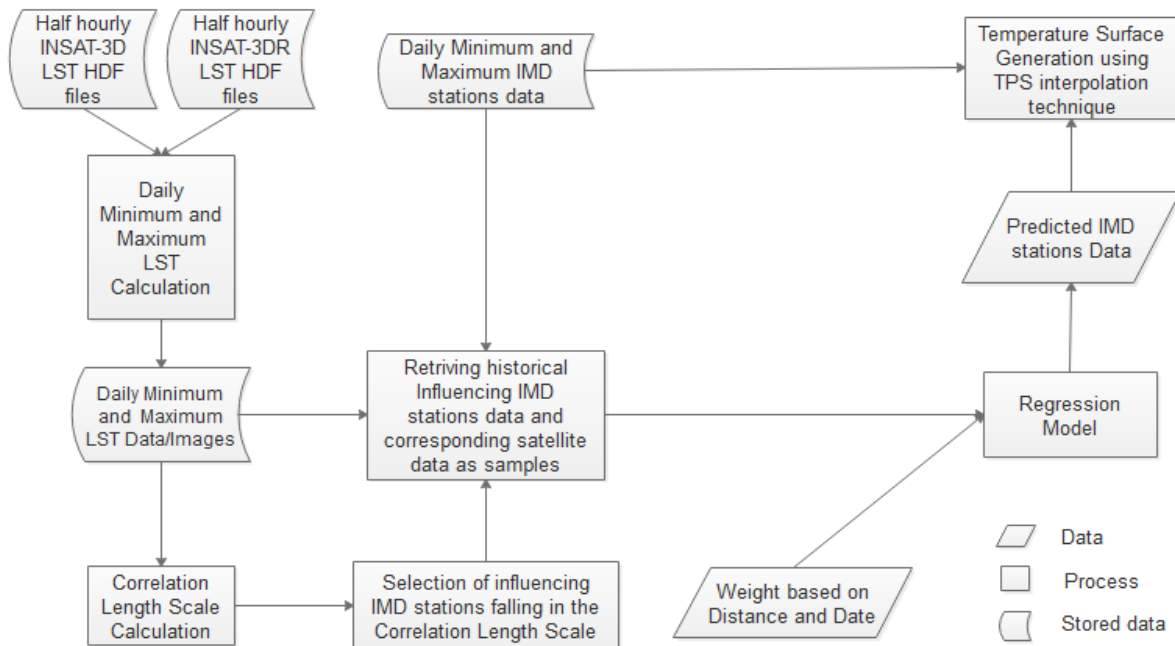 Half hourly
INSAT-3D
LST HDF
files
Half hourly
INSAT-3DR
LST HDF
files
Daily Minimum and
Maximum IMD
stations data
Temperature Surface
Generation using
TPS interpolation
technique
Daily
Minimum and
Maximum
LST
Calculation
Predicted IMD
stations Data
Daily Minimum
and Maximum
LST Data/Images
Retriving historical
Influencing IMD
stations data and
corresponding satellite
data as samples
Regression
Model
Correlation
Length Scale
Calculation
Selection of influencing
IMD stations falling in the
Correlation Length Scale
Weight based on
Distance and Date
Data
Process
Stored data